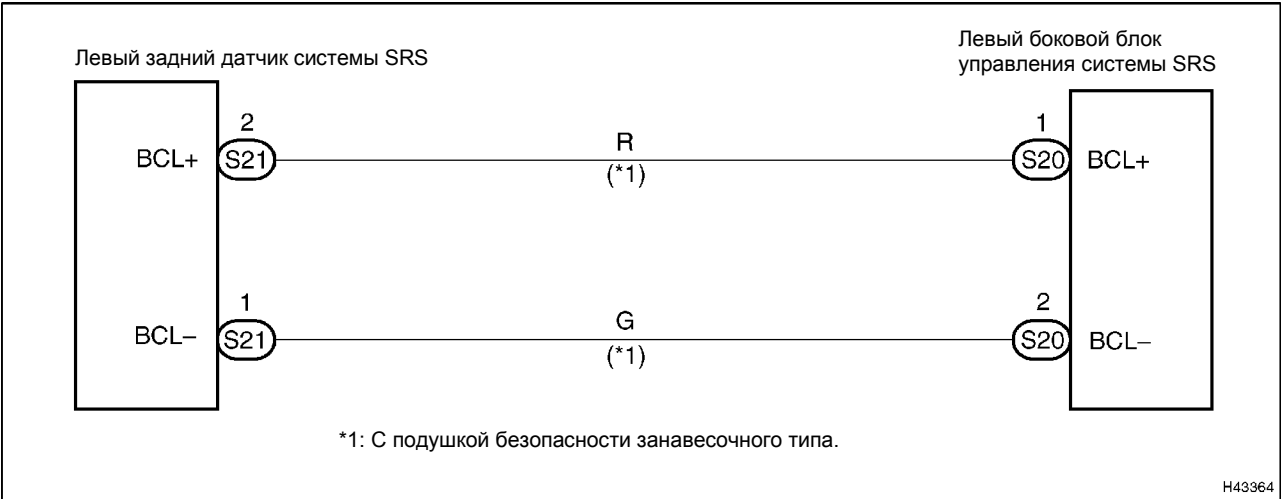 Левый задний датчик системы SRS
Левый боковой блок
управления системы SRS
2
1
BCL+
S21
R
(*1)
S20
BCL+
1
2
BCL–
S21
G
(*1)
S20
BCL–
*1: С подушкой безопасности занавесочного типа.
H43364